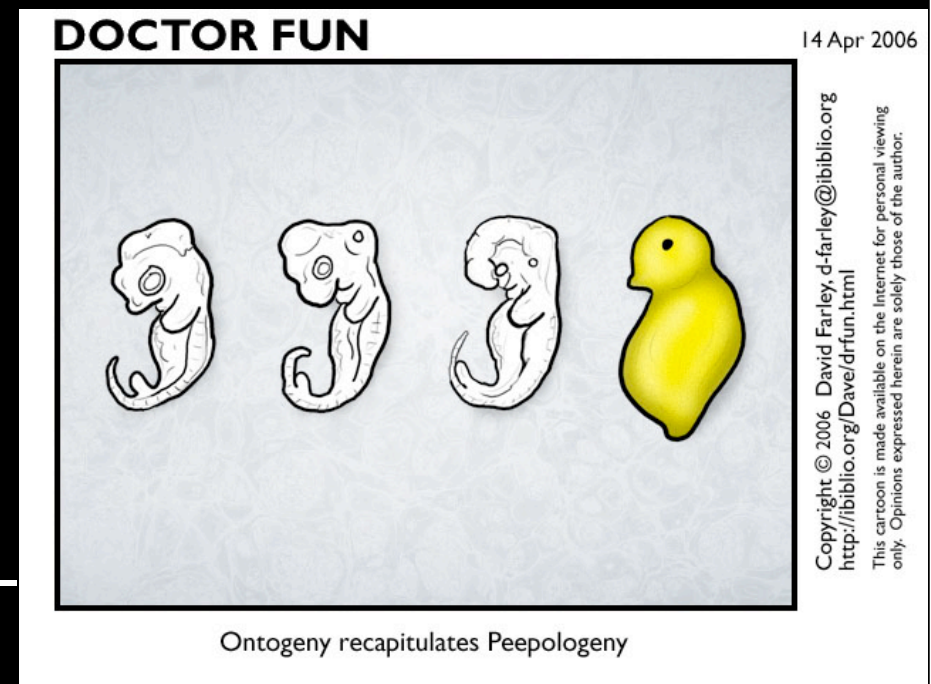 DOCTOR FUN
14 Apr 2006
Copyright © 2006 David Farley, d-farley@ibiblio.org
http://ibiblio.org/Dave/drfun.html
This cartoon is made available on the Internet for personal viewing
only. Opinions expressed herein are solely those of the author.
Ontogeny recapitulates Peepologeny